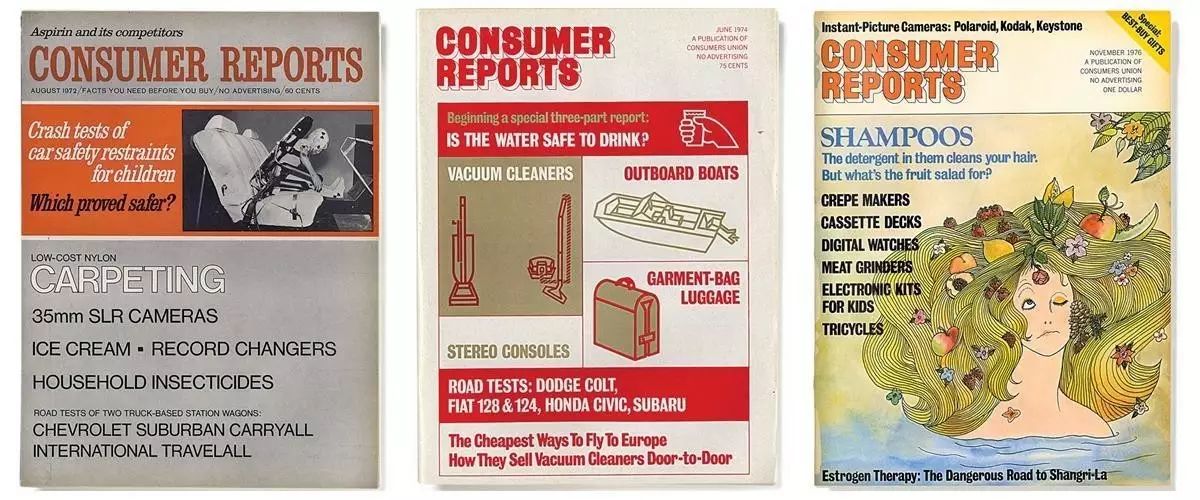 Aspirin and its competitors
CONSUMER REPORTS
AUGUST 1972/FACTS YOU NEED BEFORE YOU BUY/NO ADVERTISING/60 CENTS
Crash tests of
car safety restraints
for children
Which proved safer?
LOW-COST NYLON
CARPETING
35mm SLR CAMERAS
ICE CREAM ▪ RECORD CHANGERS
HOUSEHOLD INSECTICIDES
ROAD TESTS OF TWO TRUCK-BASED STATION WAGONS:
CHEVROLET SUBURBAN CARRYALL
INTERNATIONAL TRAVELALL
CONSUMER
REPORTS
JUNE 1974
A PUBLICATION OF
CONSUMERS UNION
NO ADVERTISING
75 CENTS
Beginning a special three-part report:
IS THE WATER SAFE TO DRINK?
VACUUM CLEANERS
OUTBOARD BOATS
GARMENT-BAG
LUGGAGE
STEREO CONSOLES
ROAD TESTS: DODGE COLT,
FIAT 128 & 124, HONDA CIVIC, SUBARU
The Cheapest Ways To Fly To Europe
How They Sell Vacuum Cleaners Door-to-Door
Instant-Picture Cameras: Polaroid, Kodak, Keystone
Special:
BEST-BUY GIFTS
CONSUMER
REPORTS
NOVEMBER 1976
A PUBLICATION OF
CONSUMERS UNION
NO ADVERTISING
ONE DOLLAR
SHAMPOOS
The detergent in them cleans your hair.
But what's the fruit salad for?
CREPE MAKERS
CASSETTE DECKS
DIGITAL WATCHES
MEAT GRINDERS
ELECTRONIC KITS
FOR KIDS
TRICYCLES
Estrogen Therapy: The Dangerous Road to Shangri-La